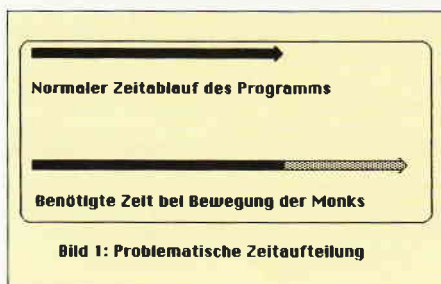 Normaler Zeitablauf des Programms
Benötigte Zeit bei Bewegung der Monks
Bild 1: Problematische Zeitaufteilung